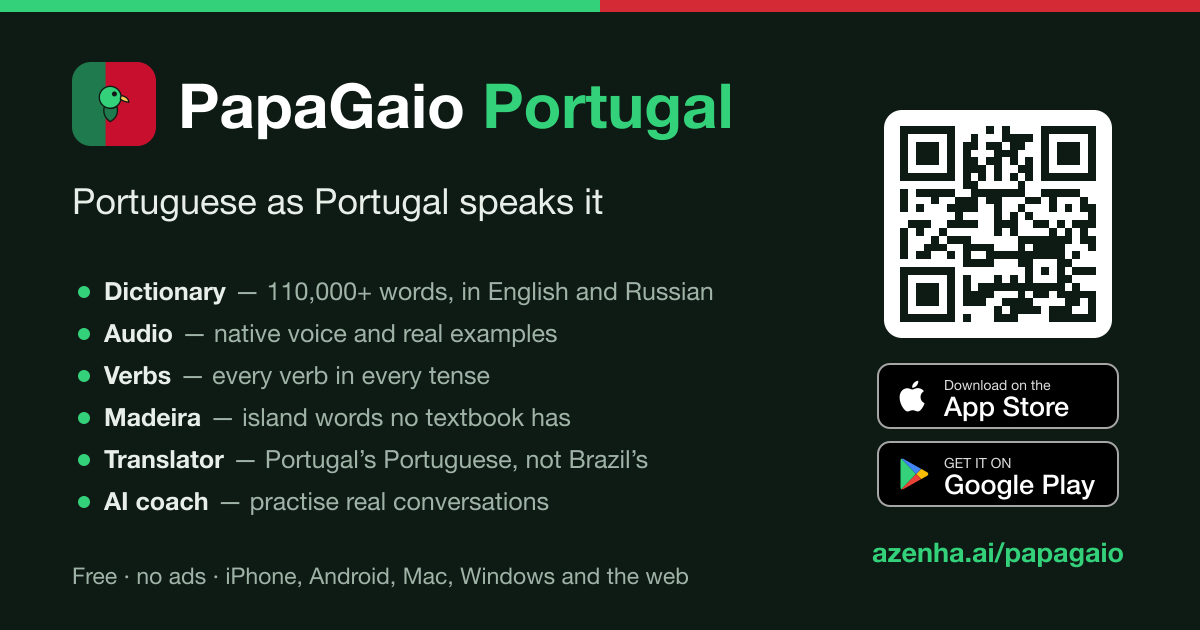 PapaGaio Portugal
Portuguese as Portugal speaks it
Dictionary — 110,000+ words, in English and Russian
Audio — native voice and real examples
Verbs — every verb in every tense
Madeira — island words no textbook has
Translator — Portugal’s Portuguese, not Brazil’s
AI coach — practise real conversations
Free · no ads · iPhone, Android, Mac, Windows and the web
Download on the
App Store
GET IT ON
Google Play
azenha.ai/papagaio